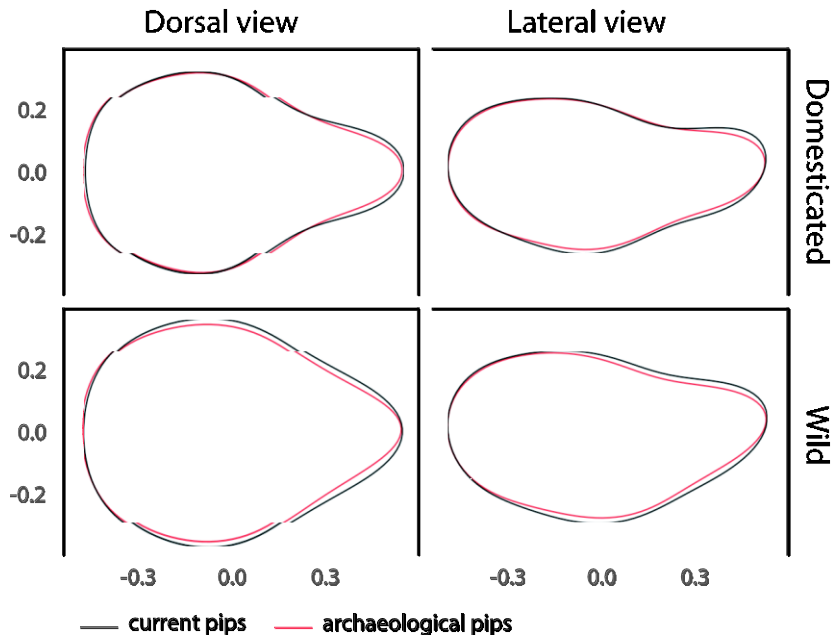 Dorsal view Lateral view
0.2
0.0
-0.2
Domesticated
0.2
0.0
-0.2
Wild
-0.3 0.0 0.3 -0.3 0.0 0.3
current pips archaeological pips